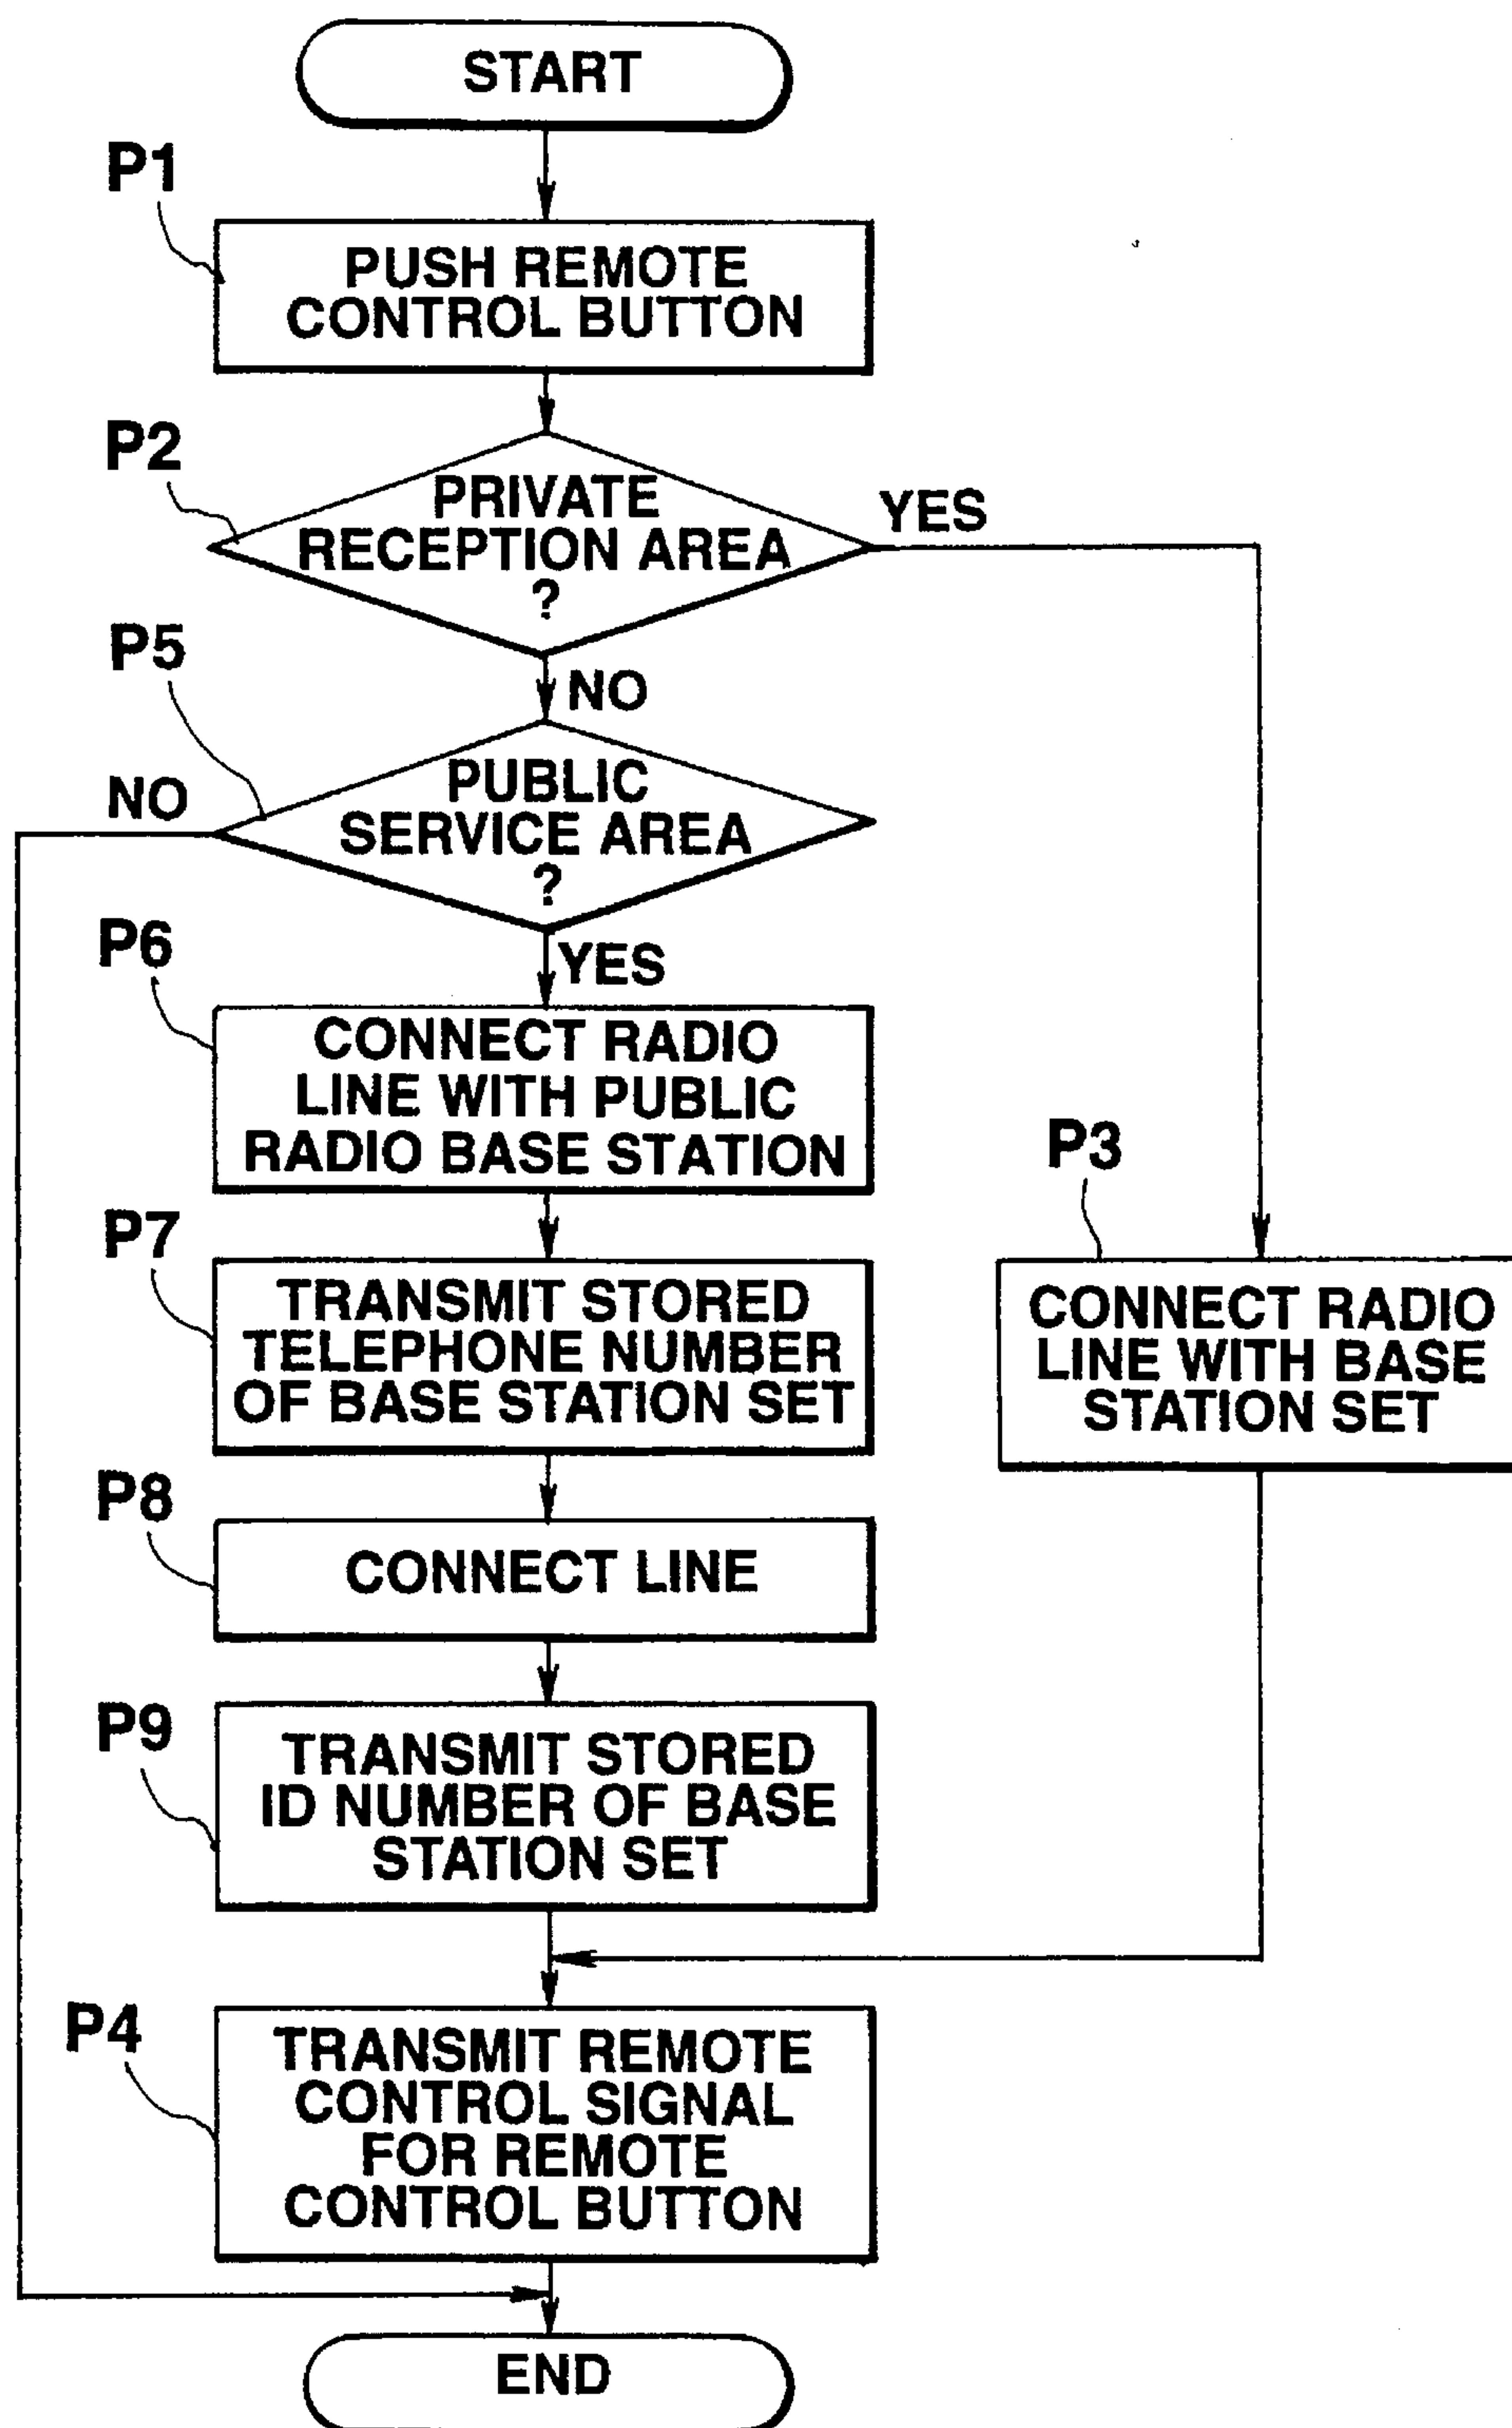 START
P1
PUSH REMOTE
CONTROL BUTTON
P2
PRIVATE
RECEPTION AREA
?
YES
NO
P5
PUBLIC
SERVICE AREA
?
NO
YES
P6
CONNECT RADIO
LINE WITH PUBLIC
RADIO BASE STATION
P7
TRANSMIT STORED
TELEPHONE NUMBER
OF BASE STATION SET
P3
CONNECT RADIO
LINE WITH BASE
STATION SET
P8
CONNECT LINE
P9
TRANSMIT STORED
ID NUMBER OF BASE
STATION SET
P4
TRANSMIT REMOTE
CONTROL SIGNAL
FOR REMOTE
CONTROL BUTTON
END